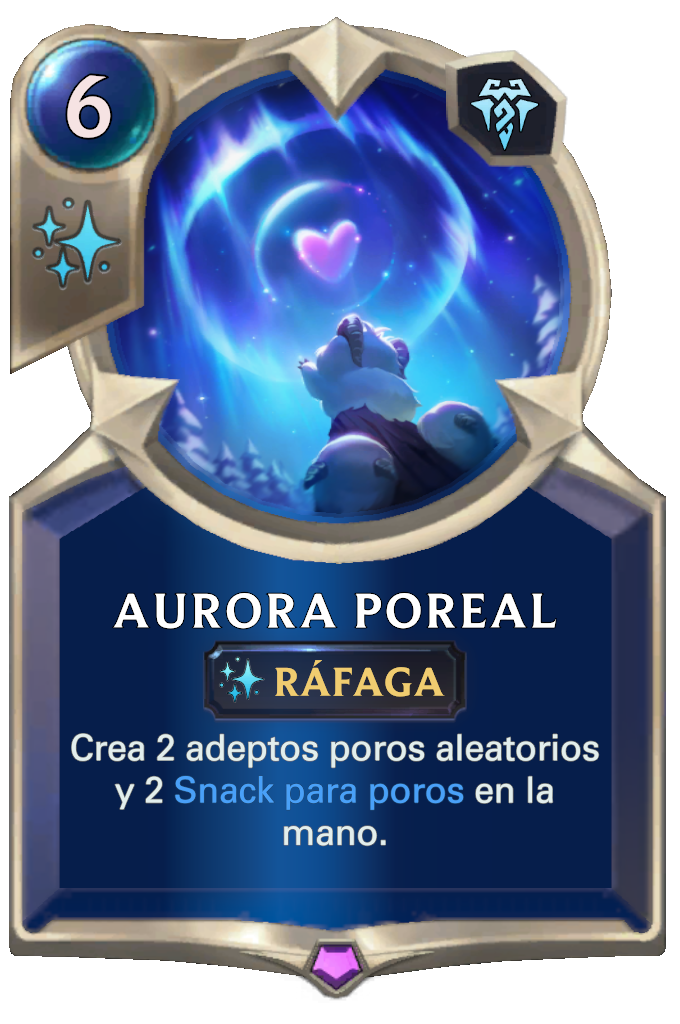 6
AURORA POREAL
RÁFAGA
Crea 2 adeptos poros aleatorios
y 2 Snack para poros en la
mano.